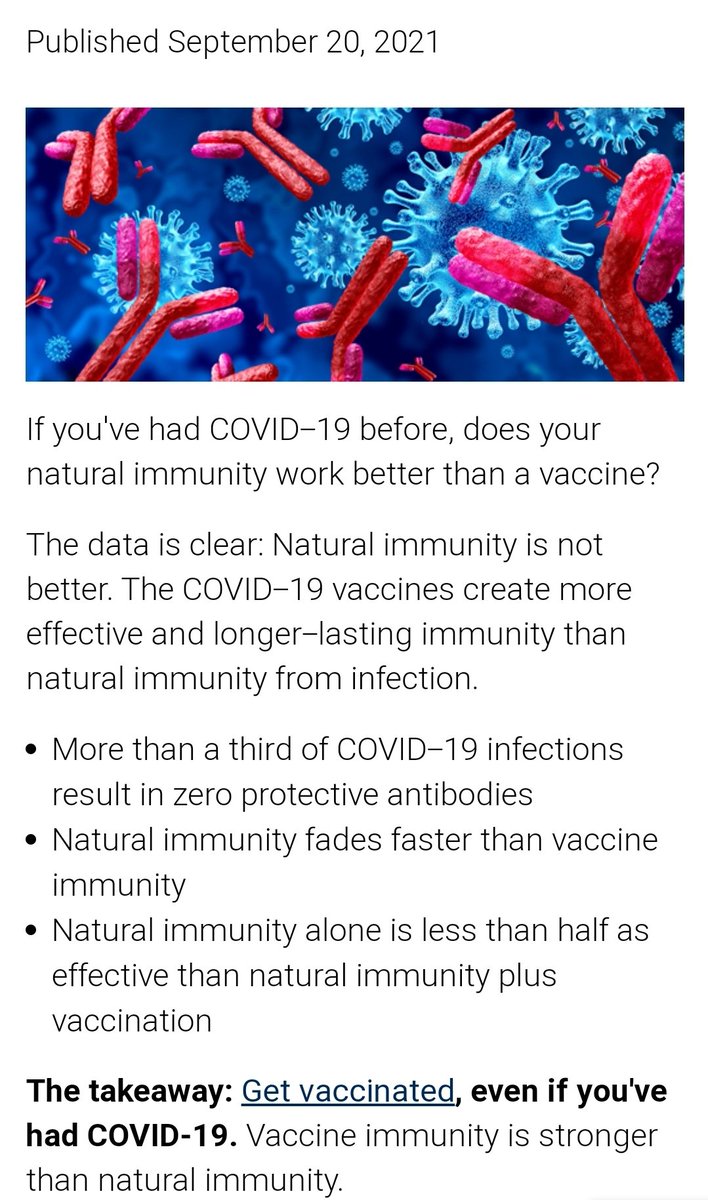 Published September 20, 2021
If you've had COVID–19 before, does your
natural immunity work better than a vaccine?
The data is clear: Natural immunity is not
better. The COVID–19 vaccines create more
effective and longer–lasting immunity than
natural immunity from infection.
• More than a third of COVID–19 infections
result in zero protective antibodies
• Natural immunity fades faster than vaccine
immunity
• Natural immunity alone is less than half as
effective than natural immunity plus
vaccination
The takeaway: Get vaccinated, even if you've
had COVID-19. Vaccine immunity is stronger
than natural immunity.